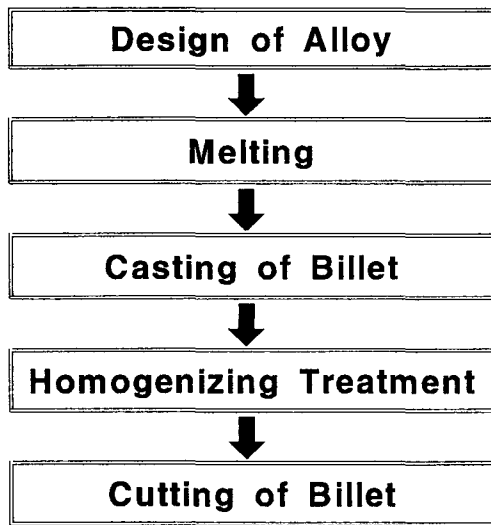 Design of Alloy
Melting
Casting of Billet
Homogenizing Treatment
Cutting of Billet